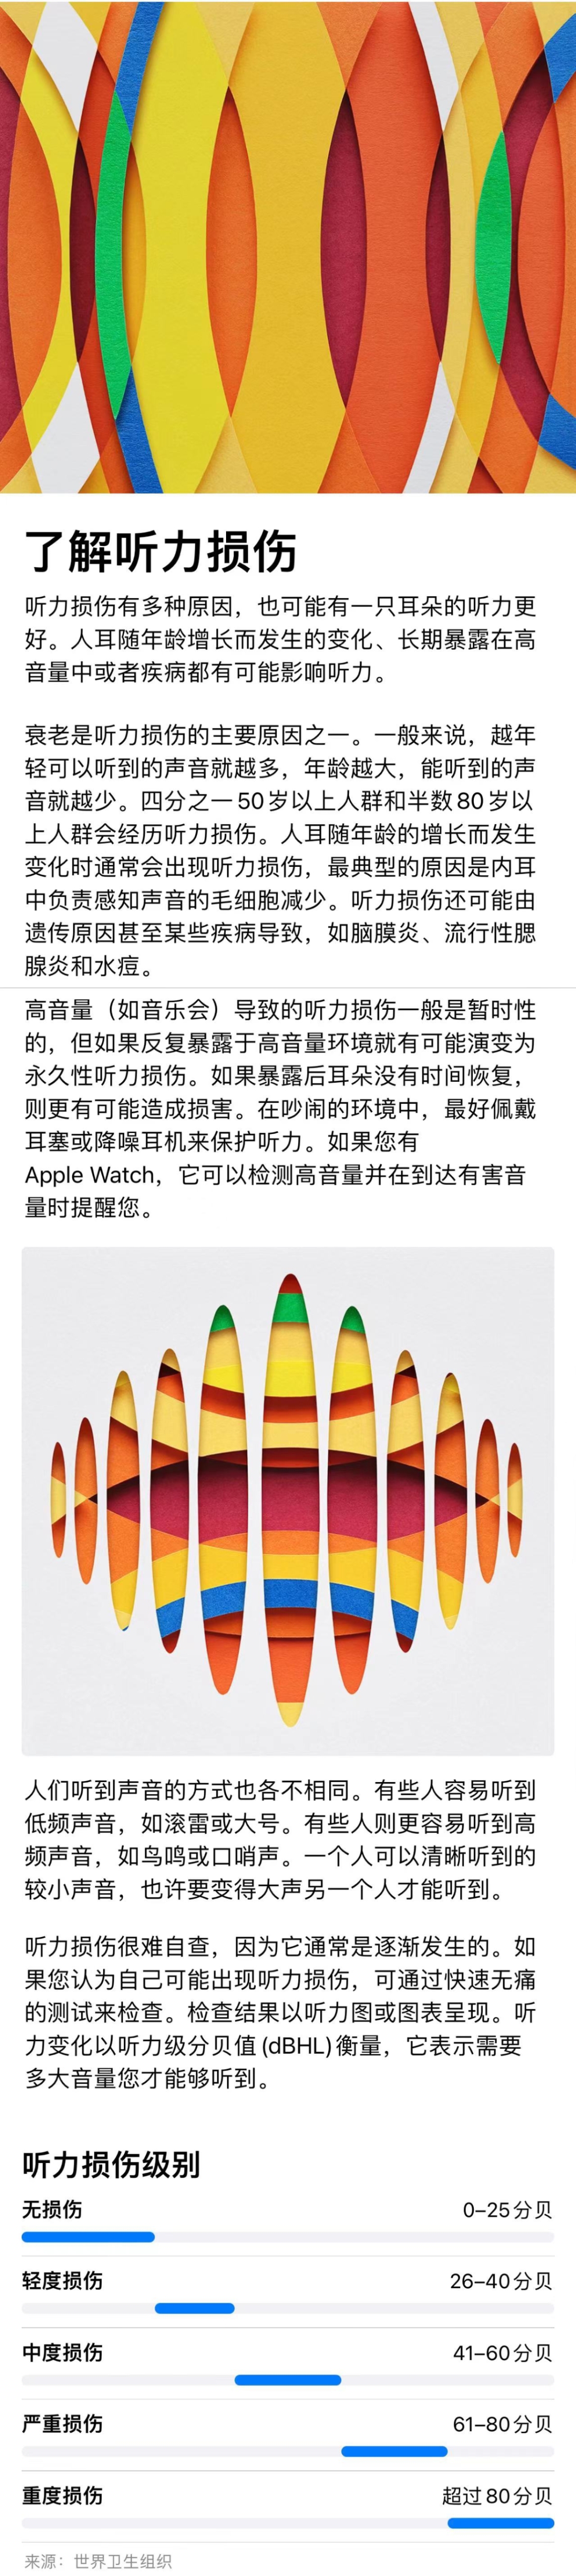 了解听力损伤
听力损伤有多种原因，也可能有一只耳朵的听力更
好。人耳随年龄增长而发生的变化、长期暴露在高
音量中或者疾病都有可能影响听力。
衰老是听力损伤的主要原因之一。一般来说，越年
轻可以听到的声音就越多，年龄越大，能听到的声
音就越少。四分之一50岁以上人群和半数80岁以
上人群会经历听力损伤。人耳随年龄的增长而发生
变化时通常会出现听力损伤，最典型的原因是内耳
中负责感知声音的毛细胞减少。听力损伤还可能由
遗传原因甚至某些疾病导致，如脑膜炎、流行性腮
腺炎和水痘。
高音量（如音乐会）导致的听力损伤一般是暂时性
的，但如果反复暴露于高音量环境就有可能演变为
永久性听力损伤。如果暴露后耳朵没有时间恢复，
则更有可能造成损害。在吵闹的环境中，最好佩戴
耳塞或降噪耳机来保护听力。如果您有
Apple Watch，它可以检测高音量并在到达有害音
量时提醒您。
人们听到声音的方式也各不相同。有些人容易听到
低频声音，如滚雷或大号。有些人则更容易听到高
频声音，如鸟鸣或口哨声。一个人可以清晰听到的
较小声音，也许要变得大声另一个人才能听到。
听力损伤很难自查，因为它通常是逐渐发生的。如
果您认为自己可能出现听力损伤，可通过快速无痛
的测试来检查。检查结果以听力图或图表呈现。听
力变化以听力级分贝值(dBHL)衡量，它表示需要
多大音量您才能够听到。
听力损伤级别
无损伤 0–25分贝
轻度损伤 26–40分贝
中度损伤 41–60分贝
严重损伤 61–80分贝
重度损伤 超过80分贝
来源：世界卫生组织